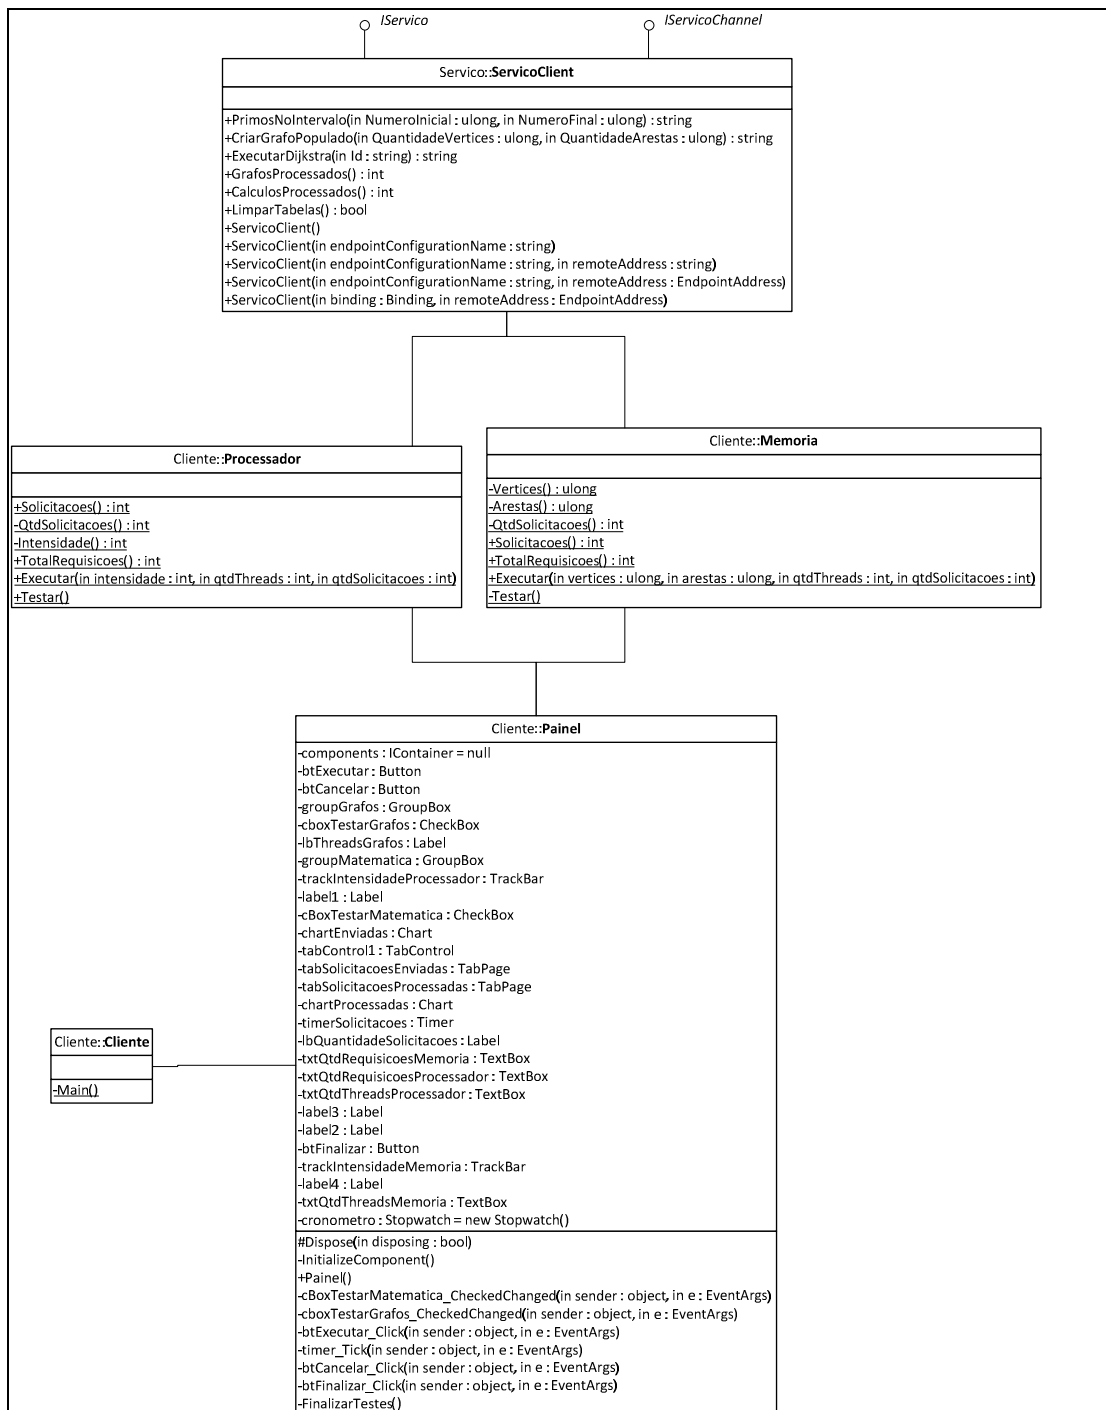 IServico
IServicoChannel
Servico::ServicoClient
+PrimosNoIntervalo(in NumeroInicial : ulong, in NumeroFinal : ulong) : string
+CriarGrafoPopulado(in QuantidadeVertices : ulong, in QuantidadeArestas : ulong) : string
+ExecutarDijkstra(in Id : string) : string
+GrafosProcessados() : int
+CalculosProcessados() : int
+LimparTabelas() : bool
+ServicoClient()
+ServicoClient(in endpointConfigurationName : string)
+ServicoClient(in endpointConfigurationName : string, in remoteAddress : string)
+ServicoClient(in endpointConfigurationName : string, in remoteAddress : EndpointAddress)
+ServicoClient(in binding : Binding, in remoteAddress : EndpointAddress)
Cliente::Processador
+Solicitacoes() : int
-QtdSolicitacoes() : int
-Intensidade() : int
+TotalRequisicoes() : int
+Executar(in intensidade : int, in qtdThreads : int, in qtdSolicitacoes : int)
+Testar()
Cliente::Memoria
-Vertices() : ulong
-Arestas() : ulong
-QtdSolicitacoes() : int
+Solicitacoes() : int
+TotalRequisicoes() : int
+Executar(in vertices : ulong, in arestas : ulong, in qtdThreads : int, in qtdSolicitacoes : int)
-Testar()
Cliente::Painel
-components : IContainer = null
-btExecutar : Button
-btCancelar : Button
-groupGrafos : GroupBox
-cboxTestarGrafos : CheckBox
-lbThreadsGrafos : Label
-groupMatematica : GroupBox
-trackIntensidadeProcessador : TrackBar
-label1 : Label
-cBoxTestarMatematica : CheckBox
-chartEnviadas : Chart
-tabControl1 : TabControl
-tabSolicitacoesEnviadas : TabPage
-tabSolicitacoesProcessadas : TabPage
-chartProcessadas : Chart
-timerSolicitacoes : Timer
-lbQuantidadeSolicitacoes : Label
-txtQtdRequisicoesMemoria : TextBox
-txtQtdRequisicoesProcessador : TextBox
-txtQtdThreadsProcessador : TextBox
-label3 : Label
-label2 : Label
-btFinalizar : Button
-trackIntensidadeMemoria : TrackBar
-label4 : Label
-txtQtdThreadsMemoria : TextBox
-cronometro : Stopwatch = new Stopwatch()
#Dispose(in disposing : bool)
-InitializeComponent()
+Painel()
-cBoxTestarMatematica_CheckedChanged(in sender : object, in e : EventArgs)
-cboxTestarGrafos_CheckedChanged(in sender : object, in e : EventArgs)
-btExecutar_Click(in sender : object, in e : EventArgs)
-timer_Tick(in sender : object, in e : EventArgs)
-btCancelar_Click(in sender : object, in e : EventArgs)
-btFinalizar_Click(in sender : object, in e : EventArgs)
-FinalizarTestes()
Cliente::Cliente
-Main()